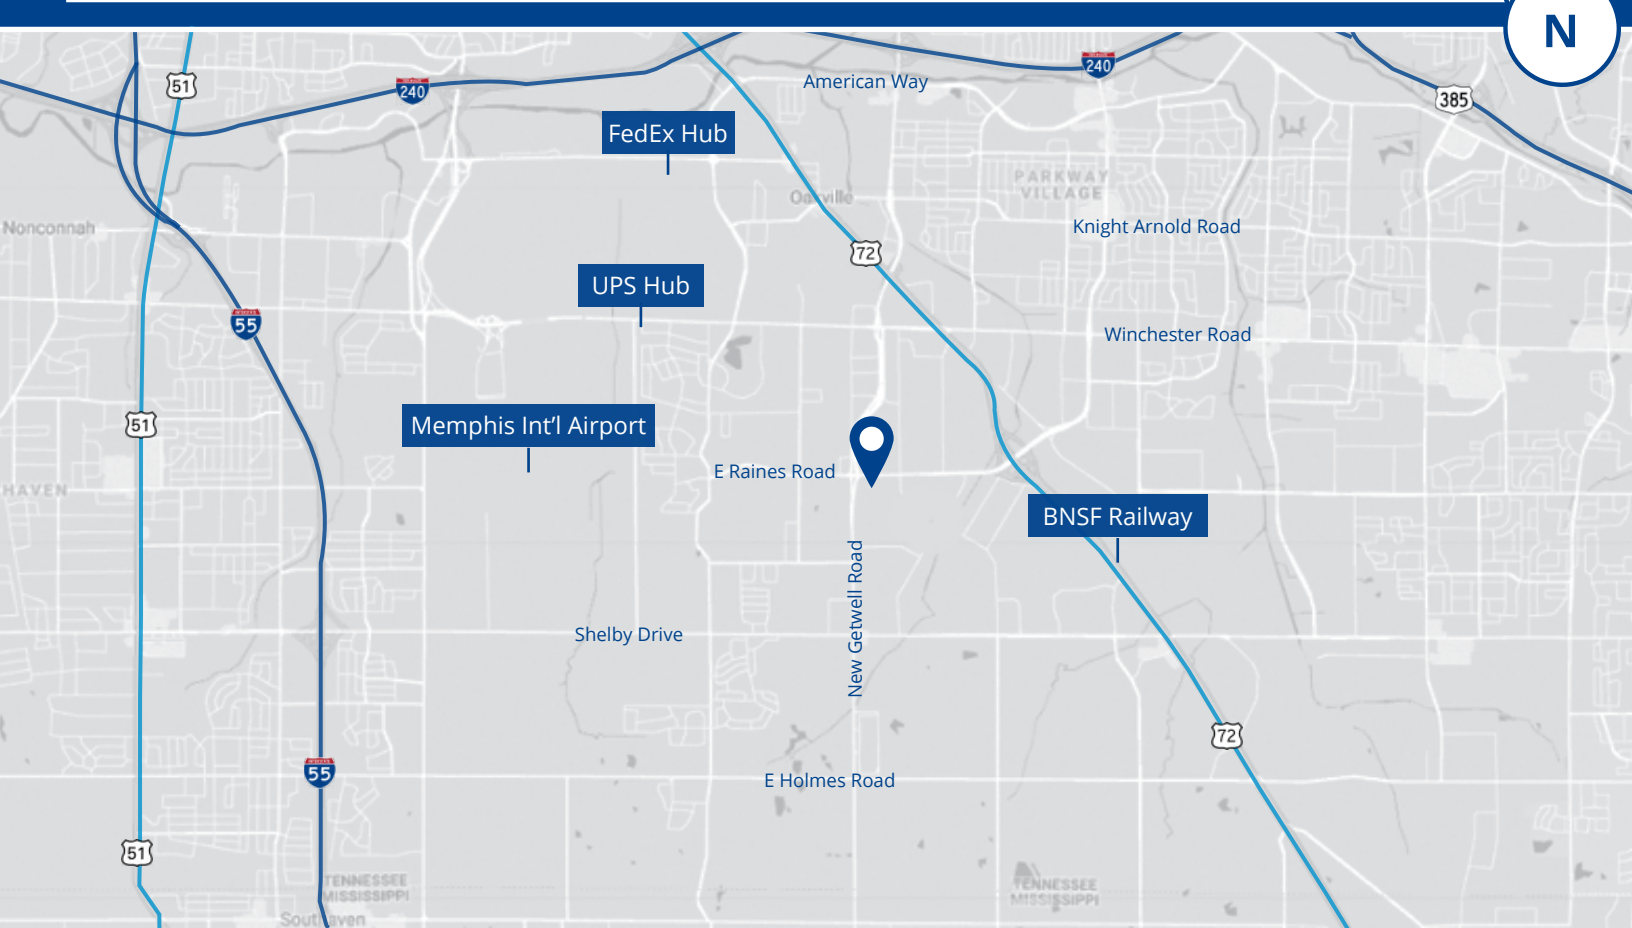 N
51
240
240
American Way
385
FedEx Hub
PARKWAY
VILLAGE
Oakville
Nonconnah
Knight Arnold Road
72
UPS Hub
55
Winchester Road
51
Memphis Int’l Airport
E Raines Road
HAVEN
BNSF Railway
New Getwell Road
Shelby Drive
72
55
E Holmes Road
51
TENNESSEE
MISSISSIPPI
TENNESSEE
MISSISSIPPI
Southaven